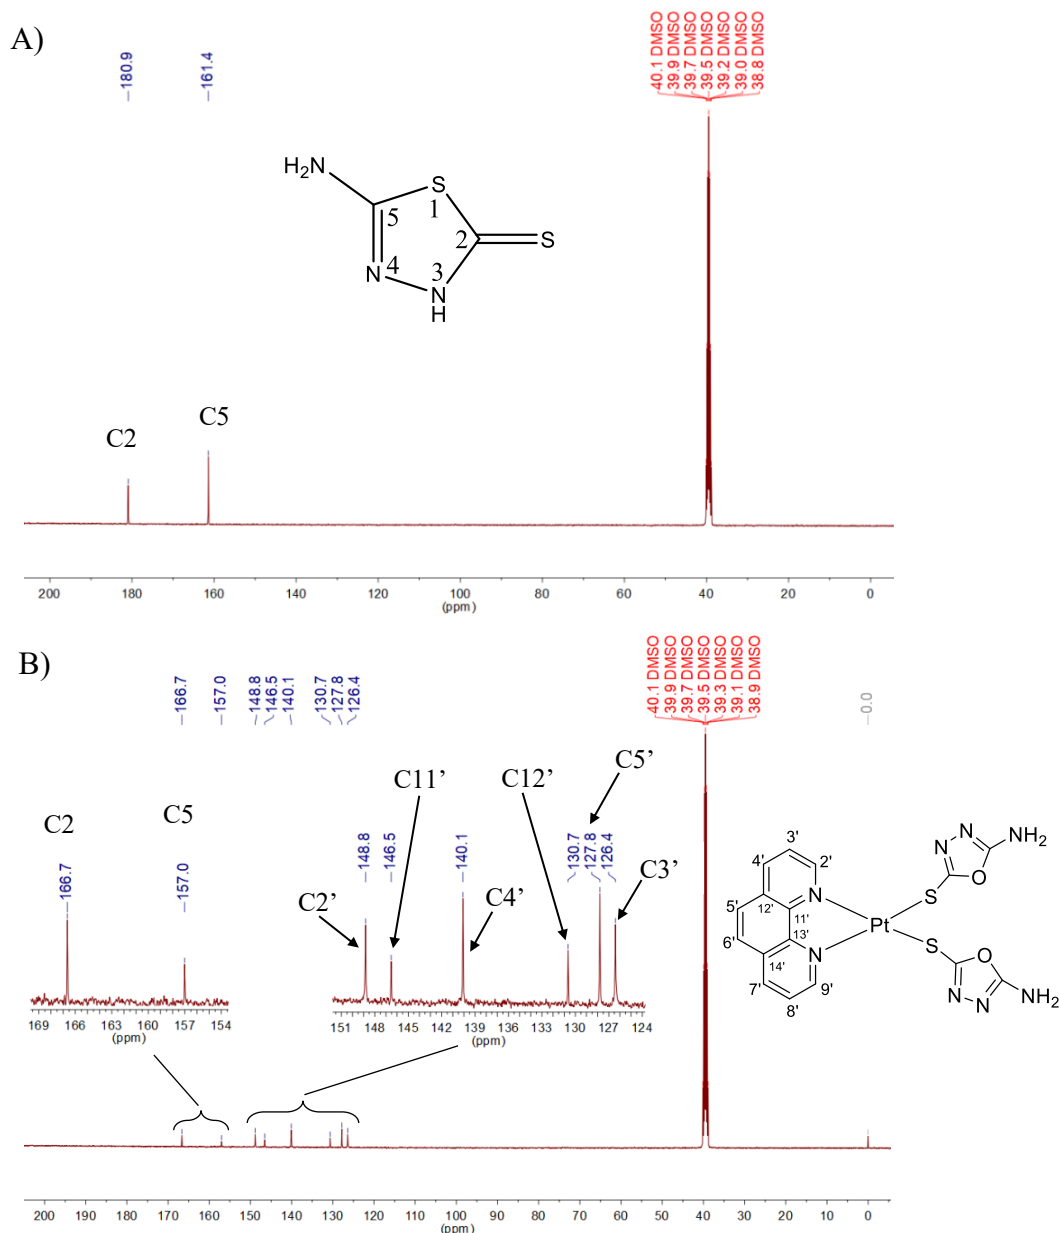 A)
–180.9
–161.4
40.1 DMSO
39.9 DMSO
39.7 DMSO
39.5 DMSO
39.2 DMSO
39.0 DMSO
38.8 DMSO
H2N
S
1
5
2
S
N
4
3
N
H
C2
C5
200 180 160 140 120 100 80 60 40 20 0
(ppm)
B)
–166.7
–157.0
148.8
146.5
140.1
130.7
127.8
126.4
40.1 DMSO
39.9 DMSO
39.7 DMSO
39.5 DMSO
39.3 DMSO
39.1 DMSO
38.9 DMSO
–0.0
C2
C5
166.7
157.0
169 166 163 160 157 154
(ppm)
C11'
C12'
C5'
C2'
C4'
C3'
148.8
146.5
140.1
130.7
127.8
126.4
151 148 145 142 139 136 133 130 127 124
(ppm)
3'
4'
2'
5'
12'
11'
6'
13'
14'
7'
8'
9'
N
N
Pt
S
S
N
N
O
NH2
O
N
N
NH2
200 190 180 170 160 150 140 130 120 110 100 90 80 70 60 50 40 30 20 10 0
(ppm)